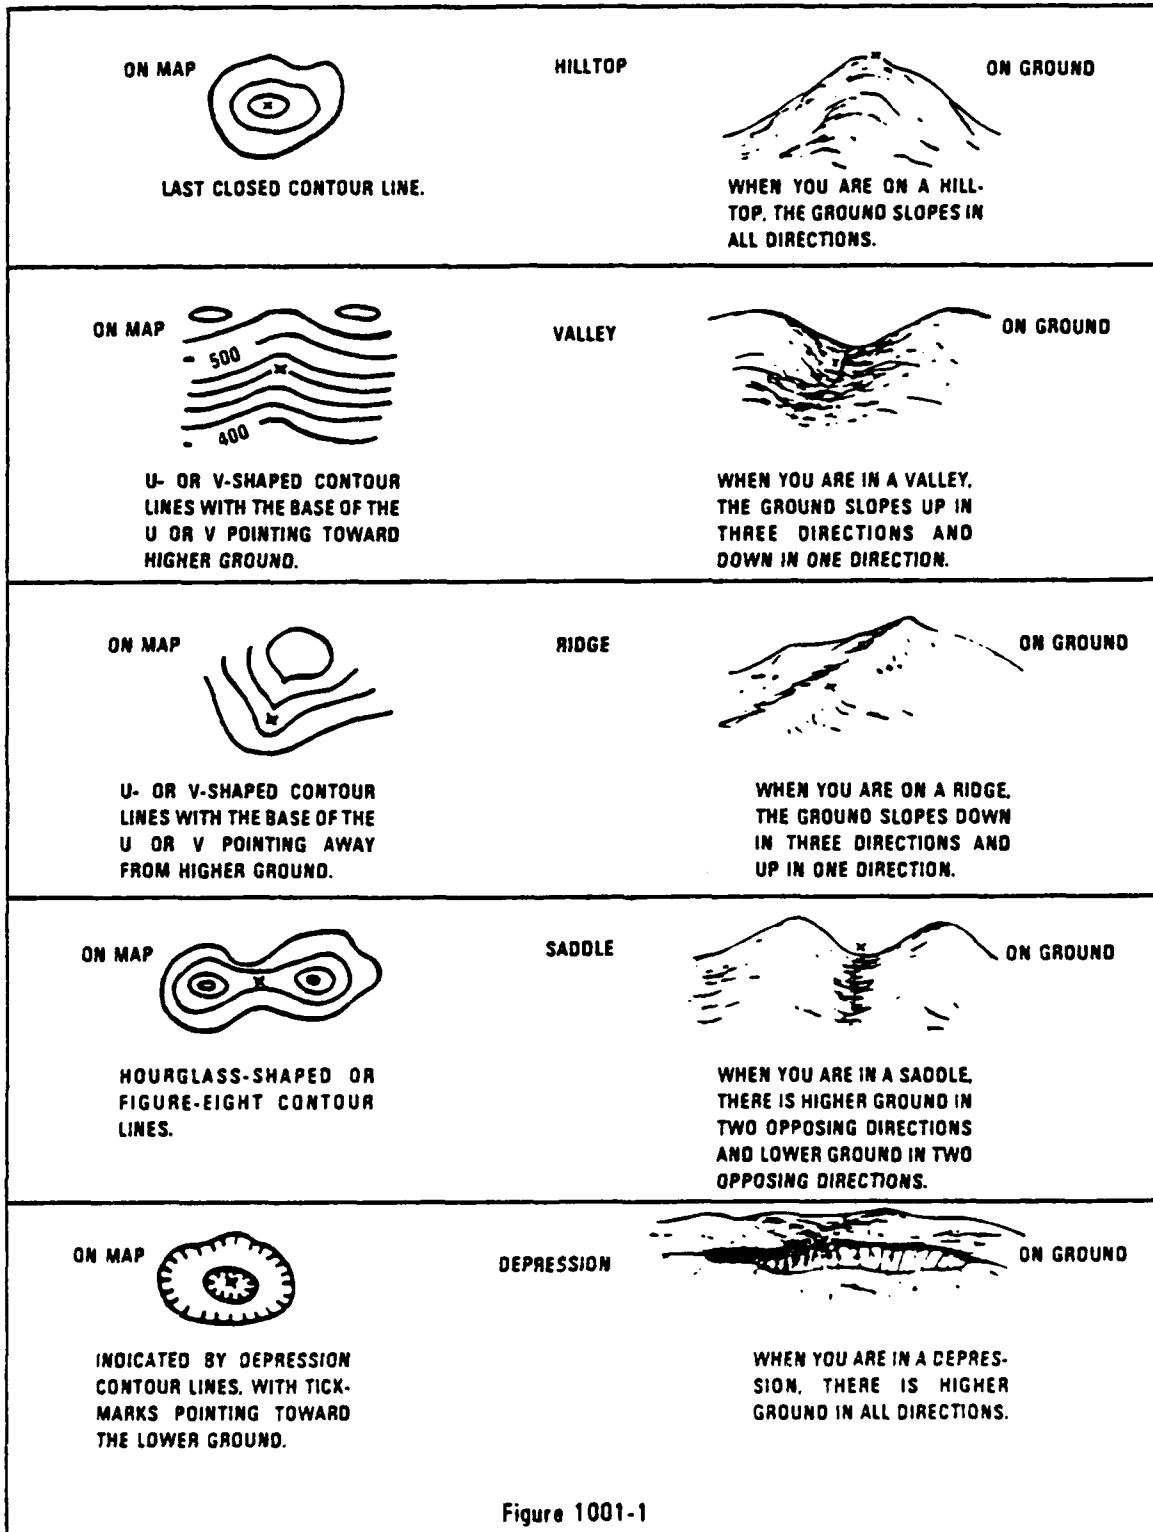 ON MAP
HILLTOP
ON GROUND
LAST CLOSED CONTOUR LINE.
WHEN YOU ARE ON A HILL-
TOP, THE GROUND SLOPES IN
ALL DIRECTIONS.
ON MAP
500
400
VALLEY
ON GROUND
U- OR V-SHAPED CONTOUR
LINES WITH THE BASE OF THE
U OR V POINTING TOWARD
HIGHER GROUND.
WHEN YOU ARE IN A VALLEY,
THE GROUND SLOPES UP IN
THREE DIRECTIONS AND
DOWN IN ONE DIRECTION.
ON MAP
RIDGE
ON GROUND
U- OR V-SHAPED CONTOUR
LINES WITH THE BASE OF THE
U OR V POINTING AWAY
FROM HIGHER GROUND.
WHEN YOU ARE ON A RIDGE,
THE GROUND SLOPES DOWN
IN THREE DIRECTIONS AND
UP IN ONE DIRECTION.
ON MAP
SADDLE
ON GROUND
HOURGLASS-SHAPED OR
FIGURE-EIGHT CONTOUR
LINES.
WHEN YOU ARE IN A SADDLE,
THERE IS HIGHER GROUND IN
TWO OPPOSING DIRECTIONS
AND LOWER GROUND IN TWO
OPPOSING DIRECTIONS.
ON MAP
DEPRESSION
ON GROUND
INDICATED BY DEPRESSION
CONTOUR LINES, WITH TICK-
MARKS POINTING TOWARD
THE LOWER GROUND.
WHEN YOU ARE IN A DEPRES-
SION, THERE IS HIGHER
GROUND IN ALL DIRECTIONS.
Figure 1001-1